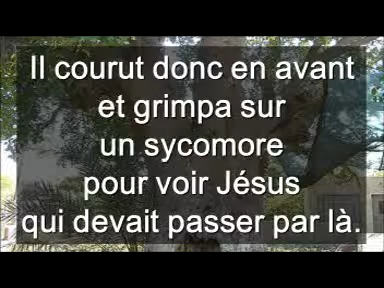 Il courut donc en avant
et grimpa sur
un sycomore
pour voir Jésus
qui devait passer par là.